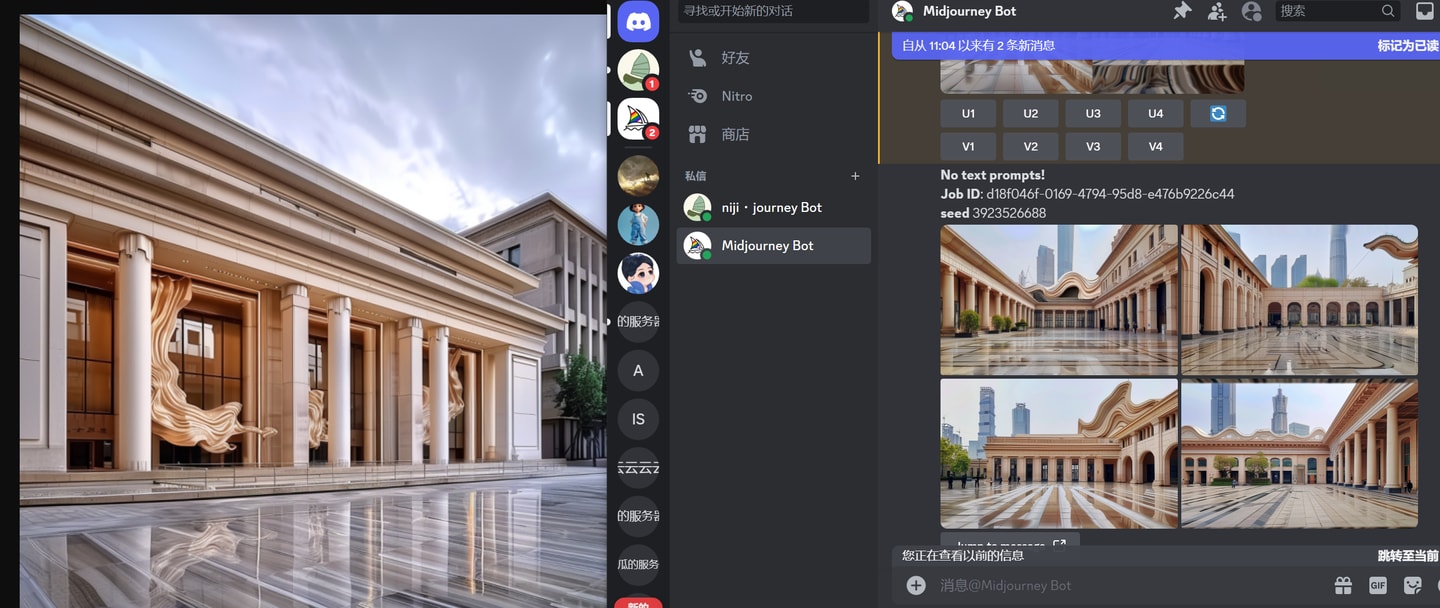 寻找或开始新的对话
Midjourney Bot
搜索
自从 11:04 以来有 2 条新消息
标记为已读
1
2
好友
Nitro
商店
私信
niji・journey Bot
Midjourney Bot
的服务器
A
IS
云云云
的服务器
瓜的服务
新的
U1 U2 U3 U4
V1 V2 V3 V4
No text prompts!
Job ID: d18f046f-0169-4794-95d8-e476b9226c44
seed 3923526688
Jump to message
您正在查看以前的信息
跳转至当前
消息@Midjourney Bot
GIF